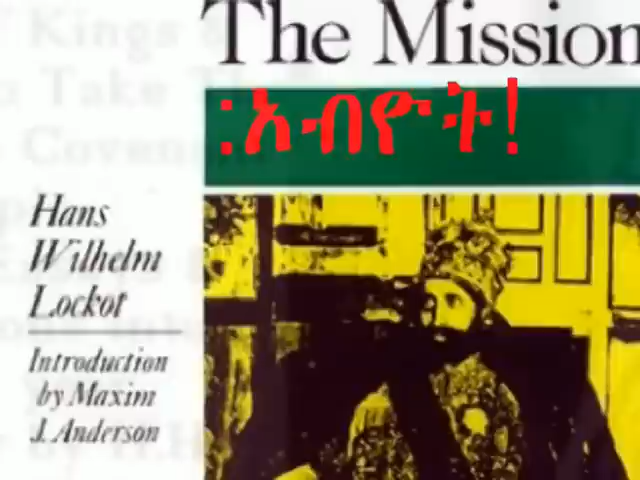 The Mission
:አብዮት!
Hans
Wilhelm
Lockot
Introduction
by Maxim
J. Anderson